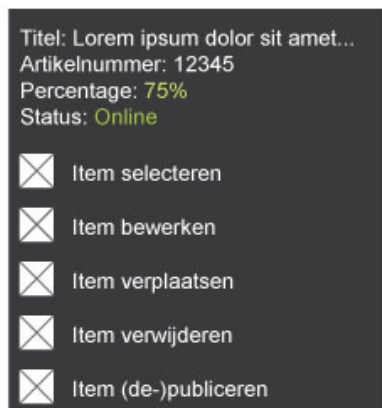 Titel: Lorem ipsum dolor sit amet...
Artikelnummer: 12345
Percentage: 75%
Status: Online
Item selecteren
Item bewerken
Item verplaatsen
Item verwijderen
Item (de-)publiceren